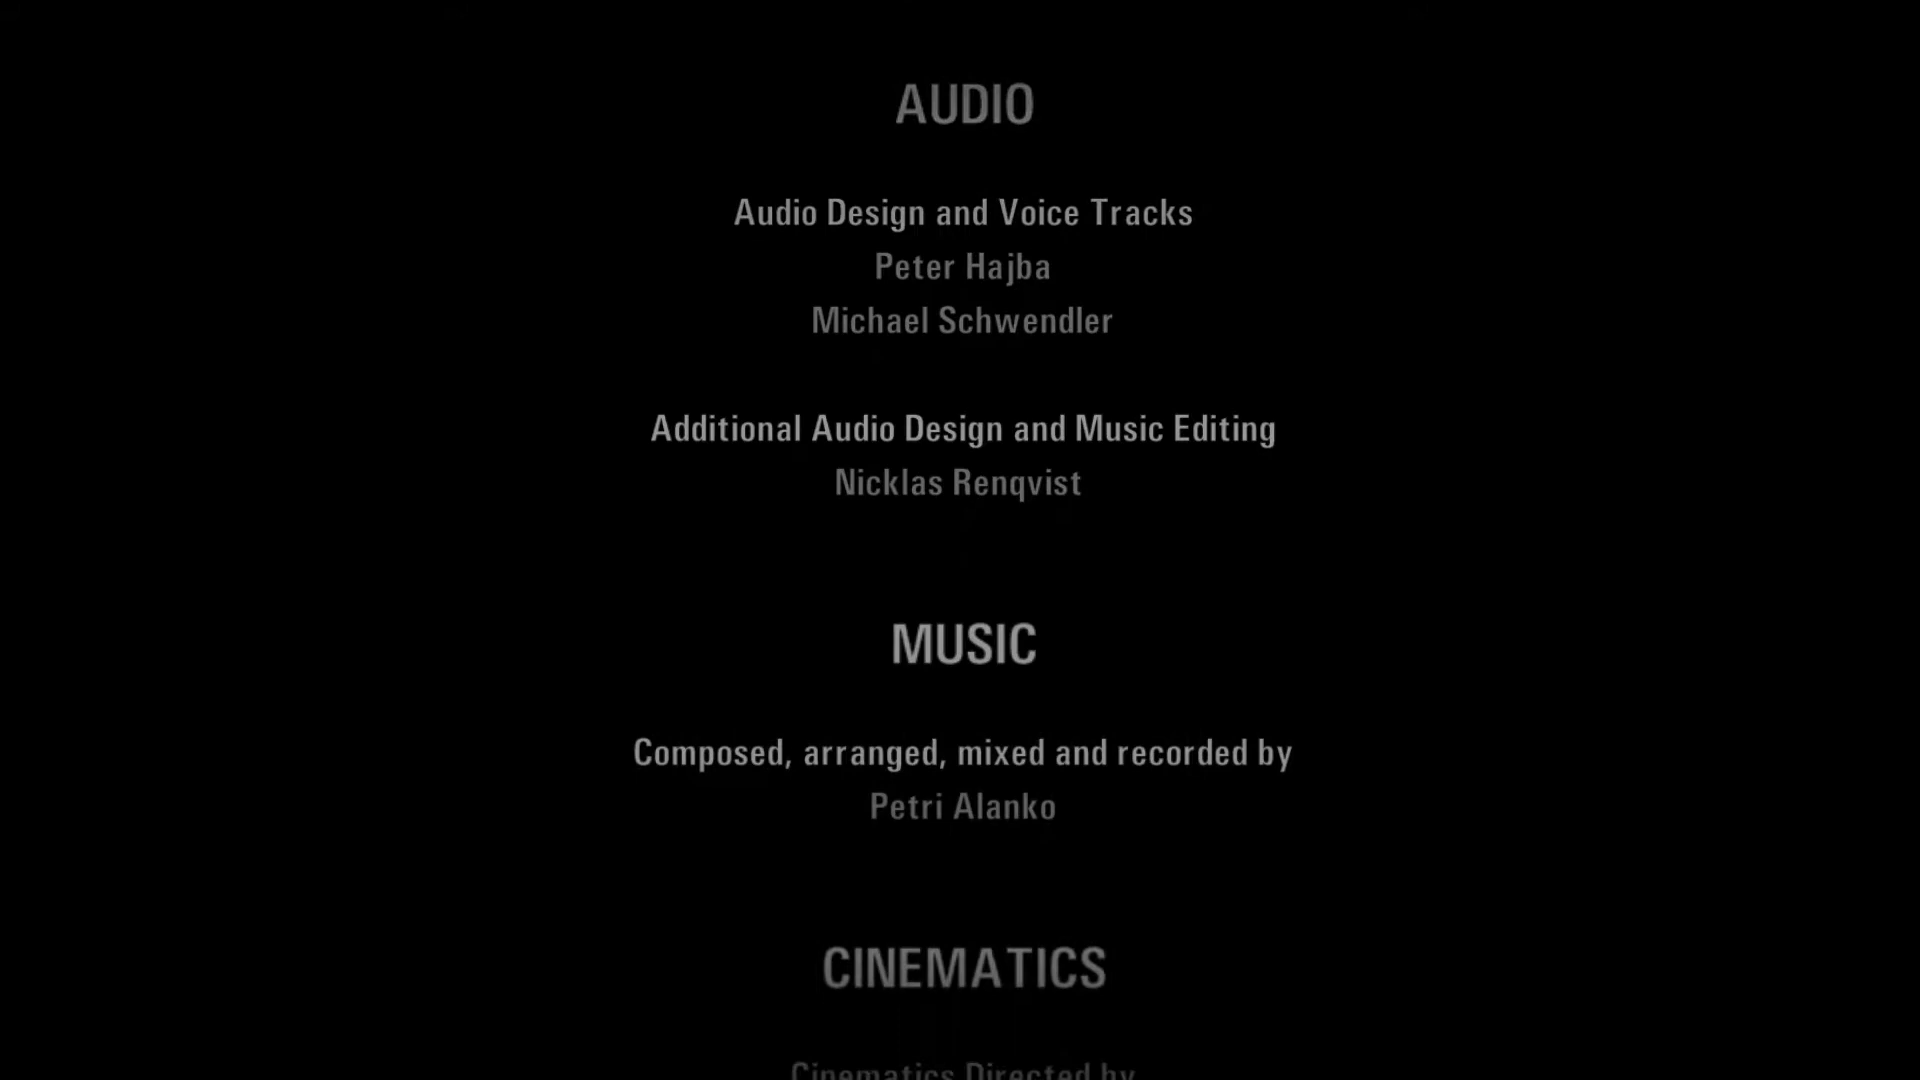 AUDIO
Audio Design and Voice Tracks
Peter Hajba
Michael Schwendler
Additional Audio Design and Music Editing
Nicklas Renqvist
MUSIC
Composed, arranged, mixed and recorded by
Petri Alanko
CINEMATICS
Cinematics Directed by